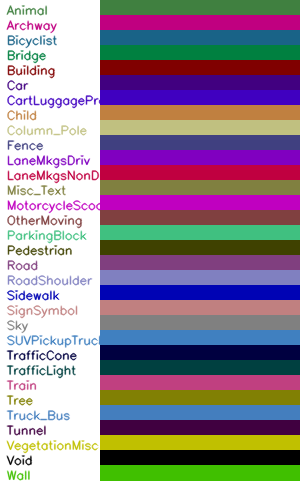 Animal
Archway
Bicyclist
Bridge
Building
Car
CartLuggagePr
Child
Column_Pole
Fence
LaneMkgsDriv
LaneMkgsNonD
Misc_Text
MotorcycleScoo
OtherMoving
ParkingBlock
Pedestrian
Road
RoadShoulder
Sidewalk
SignSymbol
Sky
SUVPickupTruck
TrafficCone
TrafficLight
Train
Tree
Truck_Bus
Tunnel
VegetationMisc
Void
Wall